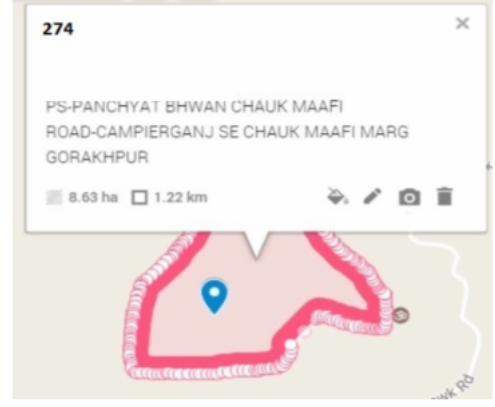 274
PS-PANCHYAT BHWAN CHAUK MAAFI
ROAD-CAMPIERGANJ SE CHAUK MAAFI MARG
GORAKHPUR
8.63 ha 1.22 km
Rd